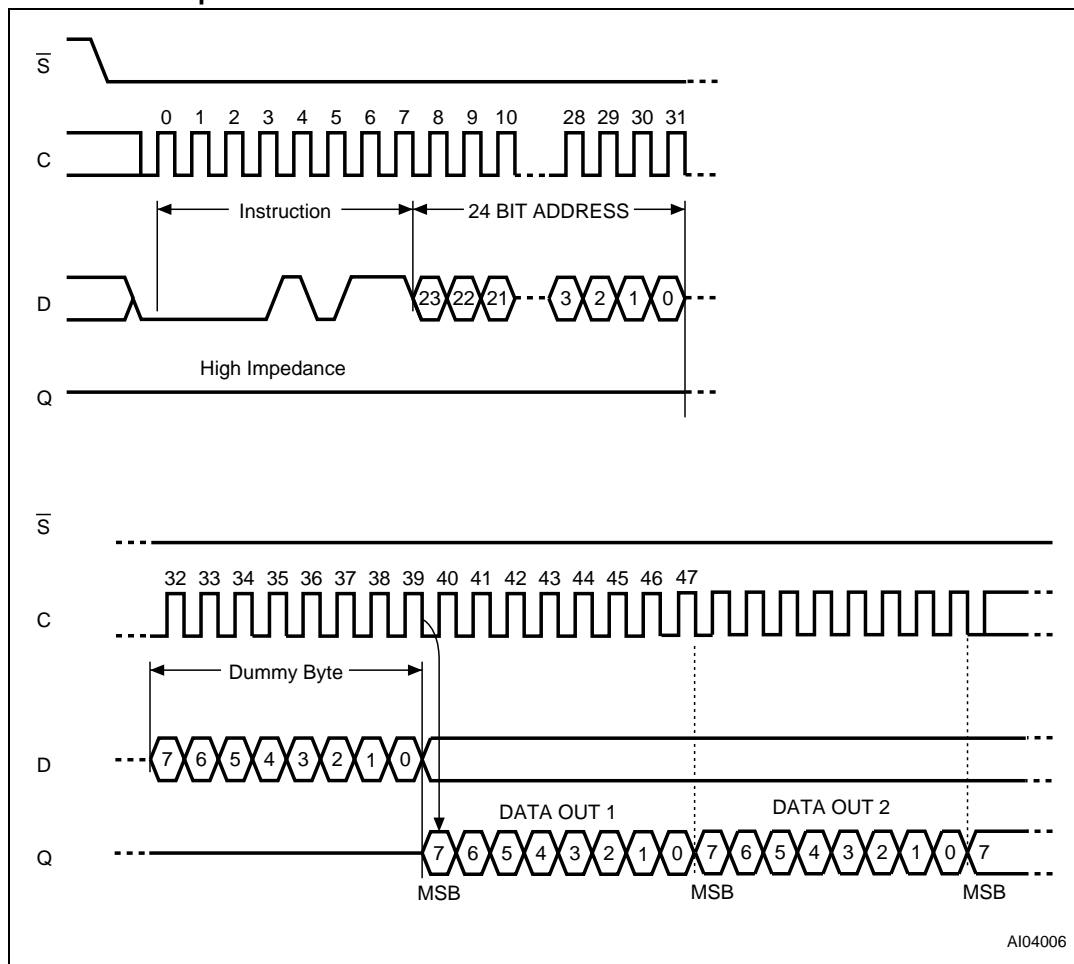 S
0 1 2 3 4 5 6 7 8 9 10 28 29 30 31
C
Instruction 24 BIT ADDRESS
D 23 22 21 3 2 1 0
High Impedance
Q
S
32 33 34 35 36 37 38 39 40 41 42 43 44 45 46 47
C
Dummy Byte
D 7 6 5 4 3 2 1 0
DATA OUT 1 DATA OUT 2
Q 7 6 5 4 3 2 1 0 7 6 5 4 3 2 1 0 7
MSB MSB MSB
AI04006